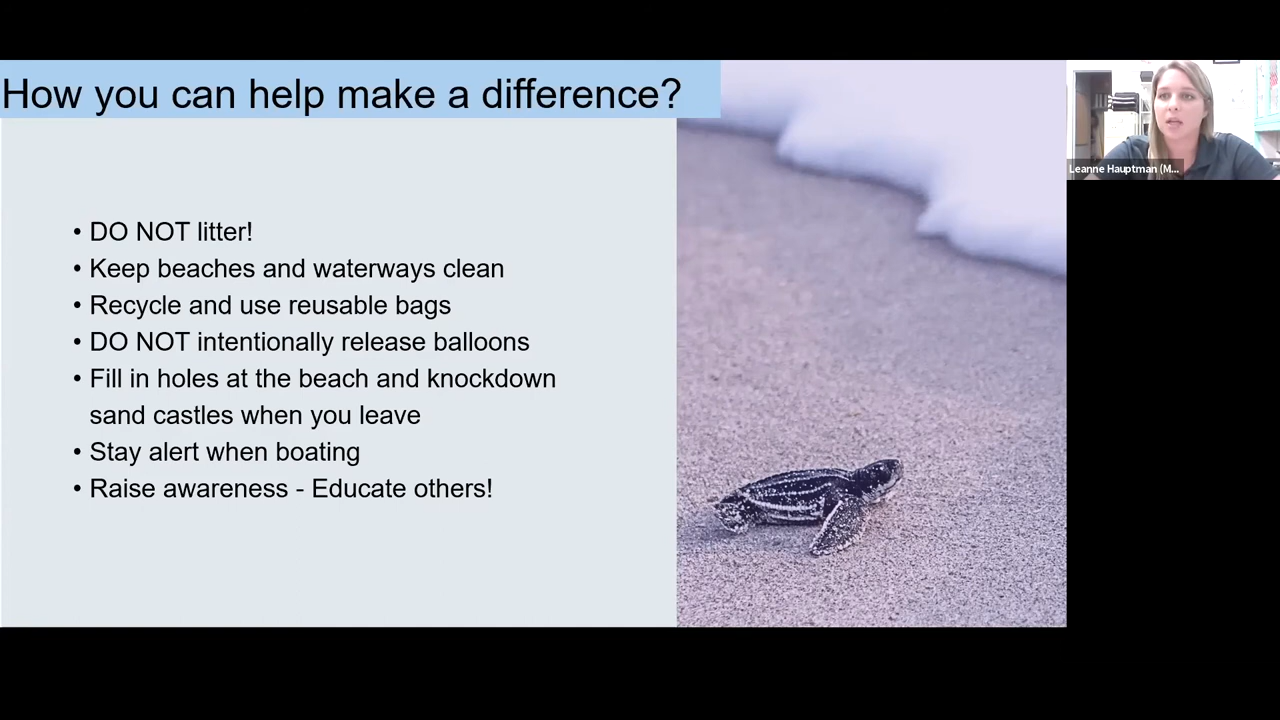 How you can help make a difference?
Leanne Hauptman (M...
• DO NOT litter!
• Keep beaches and waterways clean
• Recycle and use reusable bags
• DO NOT intentionally release balloons
• Fill in holes at the beach and knockdown
sand castles when you leave
• Stay alert when boating
• Raise awareness - Educate others!